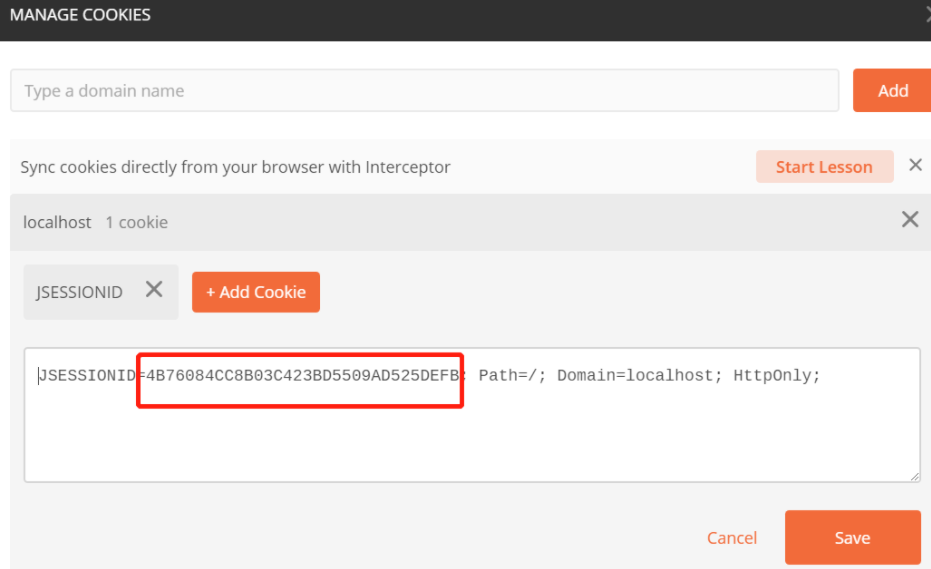 MANAGE COOKIES
Type a domain name
Add
Sync cookies directly from your browser with Interceptor
Start Lesson
localhost 1 cookie
JSESSIONID
+ Add Cookie
JSESSIONID=4B76084CC8B03C423BD5509AD525DEFB; Path=/; Domain=localhost; HttpOnly;
Cancel
Save